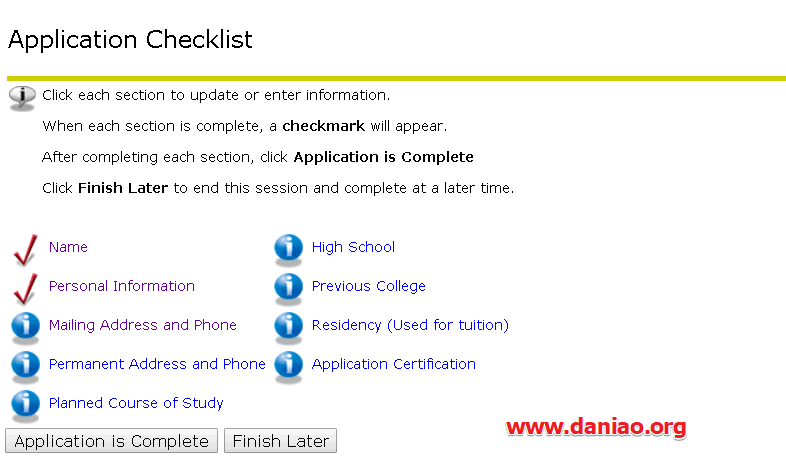 Application Checklist
Click each section to update or enter information.
When each section is complete, a checkmark will appear.
After completing each section, click Application is Complete
Click Finish Later to end this session and complete at a later time.
Name
High School
Personal Information
Previous College
Mailing Address and Phone
Residency (Used for tuition)
Permanent Address and Phone
Application Certification
Planned Course of Study
www.daniao.org
Application is Complete
Finish Later